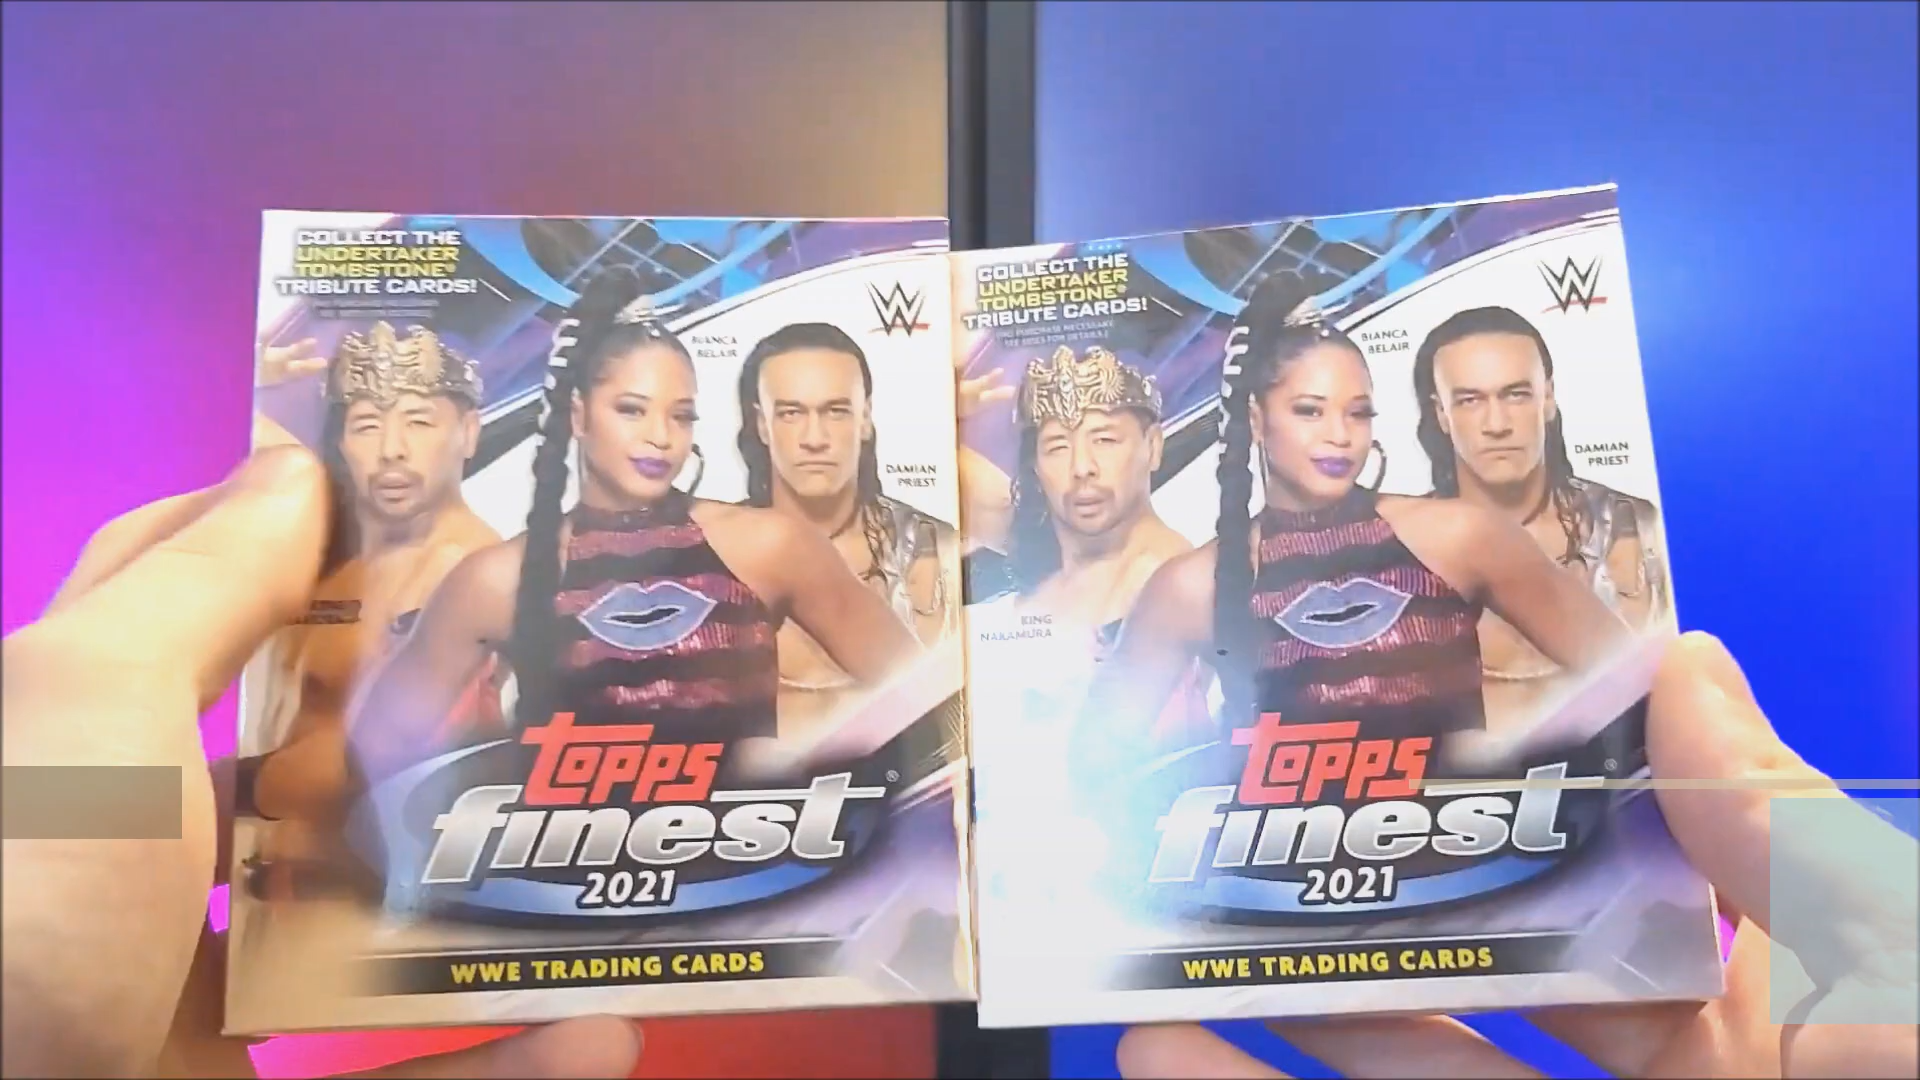 COLLECT THE
UNDERTAKER
TOMBSTONE®
TRIBUTE CARDS!
W
BIANCA
BELAIR
DAMIAN
PRIEST
KING
topps
finest®
2021
WWE TRADING CARDS
COLLECT THE
UNDERTAKER
TOMBSTONE®
TRIBUTE CARDS!
NO PURCHASE NECESSARY.
SEE SIDES FOR DETAILS.
W
BIANCA
BELAIR
DAMIAN
PRIEST
KING
NAKAMURA
topps
finest®
2021
WWE TRADING CARDS